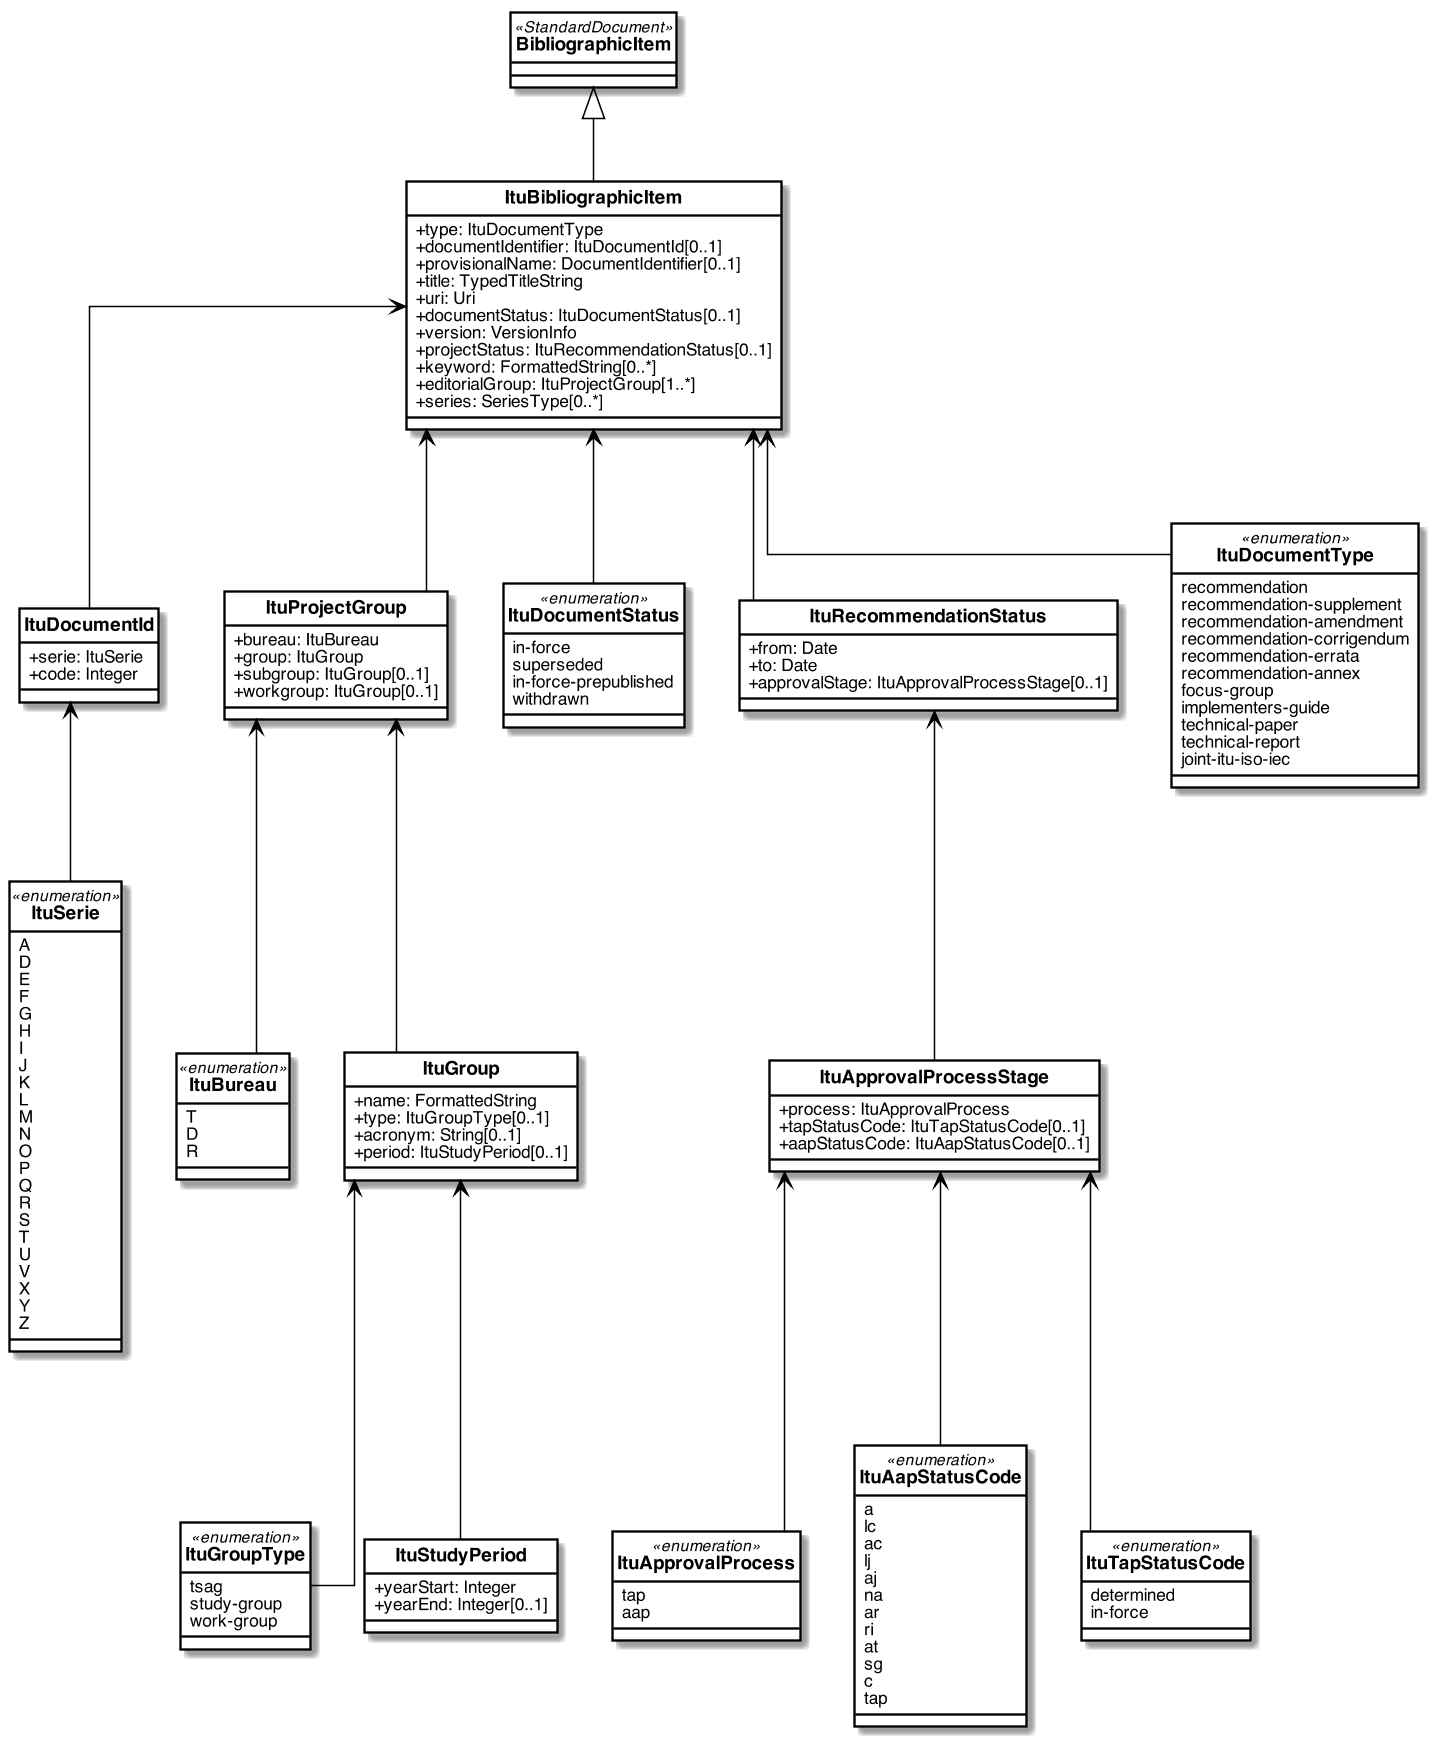 «StandardDocument»
BibliographicItem
ItuBibliographicItem
+type: ItuDocumentType
+documentIdentifier: ItuDocumentId[0..1]
+provisionalName: DocumentIdentifier[0..1]
+title: TypedTitleString
+uri: Uri
+documentStatus: ItuDocumentStatus[0..1]
+version: VersionInfo
+projectStatus: ItuRecommendationStatus[0..1]
+keyword: FormattedString[0..*]
+editorialGroup: ItuProjectGroup[1..*]
+series: SeriesType[0..*]
ItuDocumentId
+serie: ItuSerie
+code: Integer
ItuProjectGroup
+bureau: ItuBureau
+group: ItuGroup
+subgroup: ItuGroup[0..1]
+workgroup: ItuGroup[0..1]
«enumeration»
ItuDocumentStatus
in-force
superseded
in-force-prepublished
withdrawn
ItuRecommendationStatus
+from: Date
+to: Date
+approvalStage: ItuApprovalProcessStage[0..1]
«enumeration»
ItuDocumentType
recommendation
recommendation-supplement
recommendation-amendment
recommendation-corrigendum
recommendation-errata
recommendation-annex
focus-group
implementers-guide
technical-paper
technical-report
joint-itu-iso-iec
«enumeration»
ItuSerie
A
D
E
F
G
H
I
J
K
L
M
N
O
P
Q
R
S
T
U
V
X
Y
Z
«enumeration»
ItuBureau
T
D
R
ItuGroup
+name: FormattedString
+type: ItuGroupType[0..1]
+acronym: String[0..1]
+period: ItuStudyPeriod[0..1]
ItuApprovalProcessStage
+process: ItuApprovalProcess
+tapStatusCode: ItuTapStatusCode[0..1]
+aapStatusCode: ItuAapStatusCode[0..1]
«enumeration»
ItuGroupType
tsag
study-group
work-group
ItuStudyPeriod
+yearStart: Integer
+yearEnd: Integer[0..1]
«enumeration»
ItuApprovalProcess
tap
aap
«enumeration»
ItuAapStatusCode
a
lc
ac
lj
aj
na
ar
ri
at
sg
c
tap
«enumeration»
ItuTapStatusCode
determined
in-force